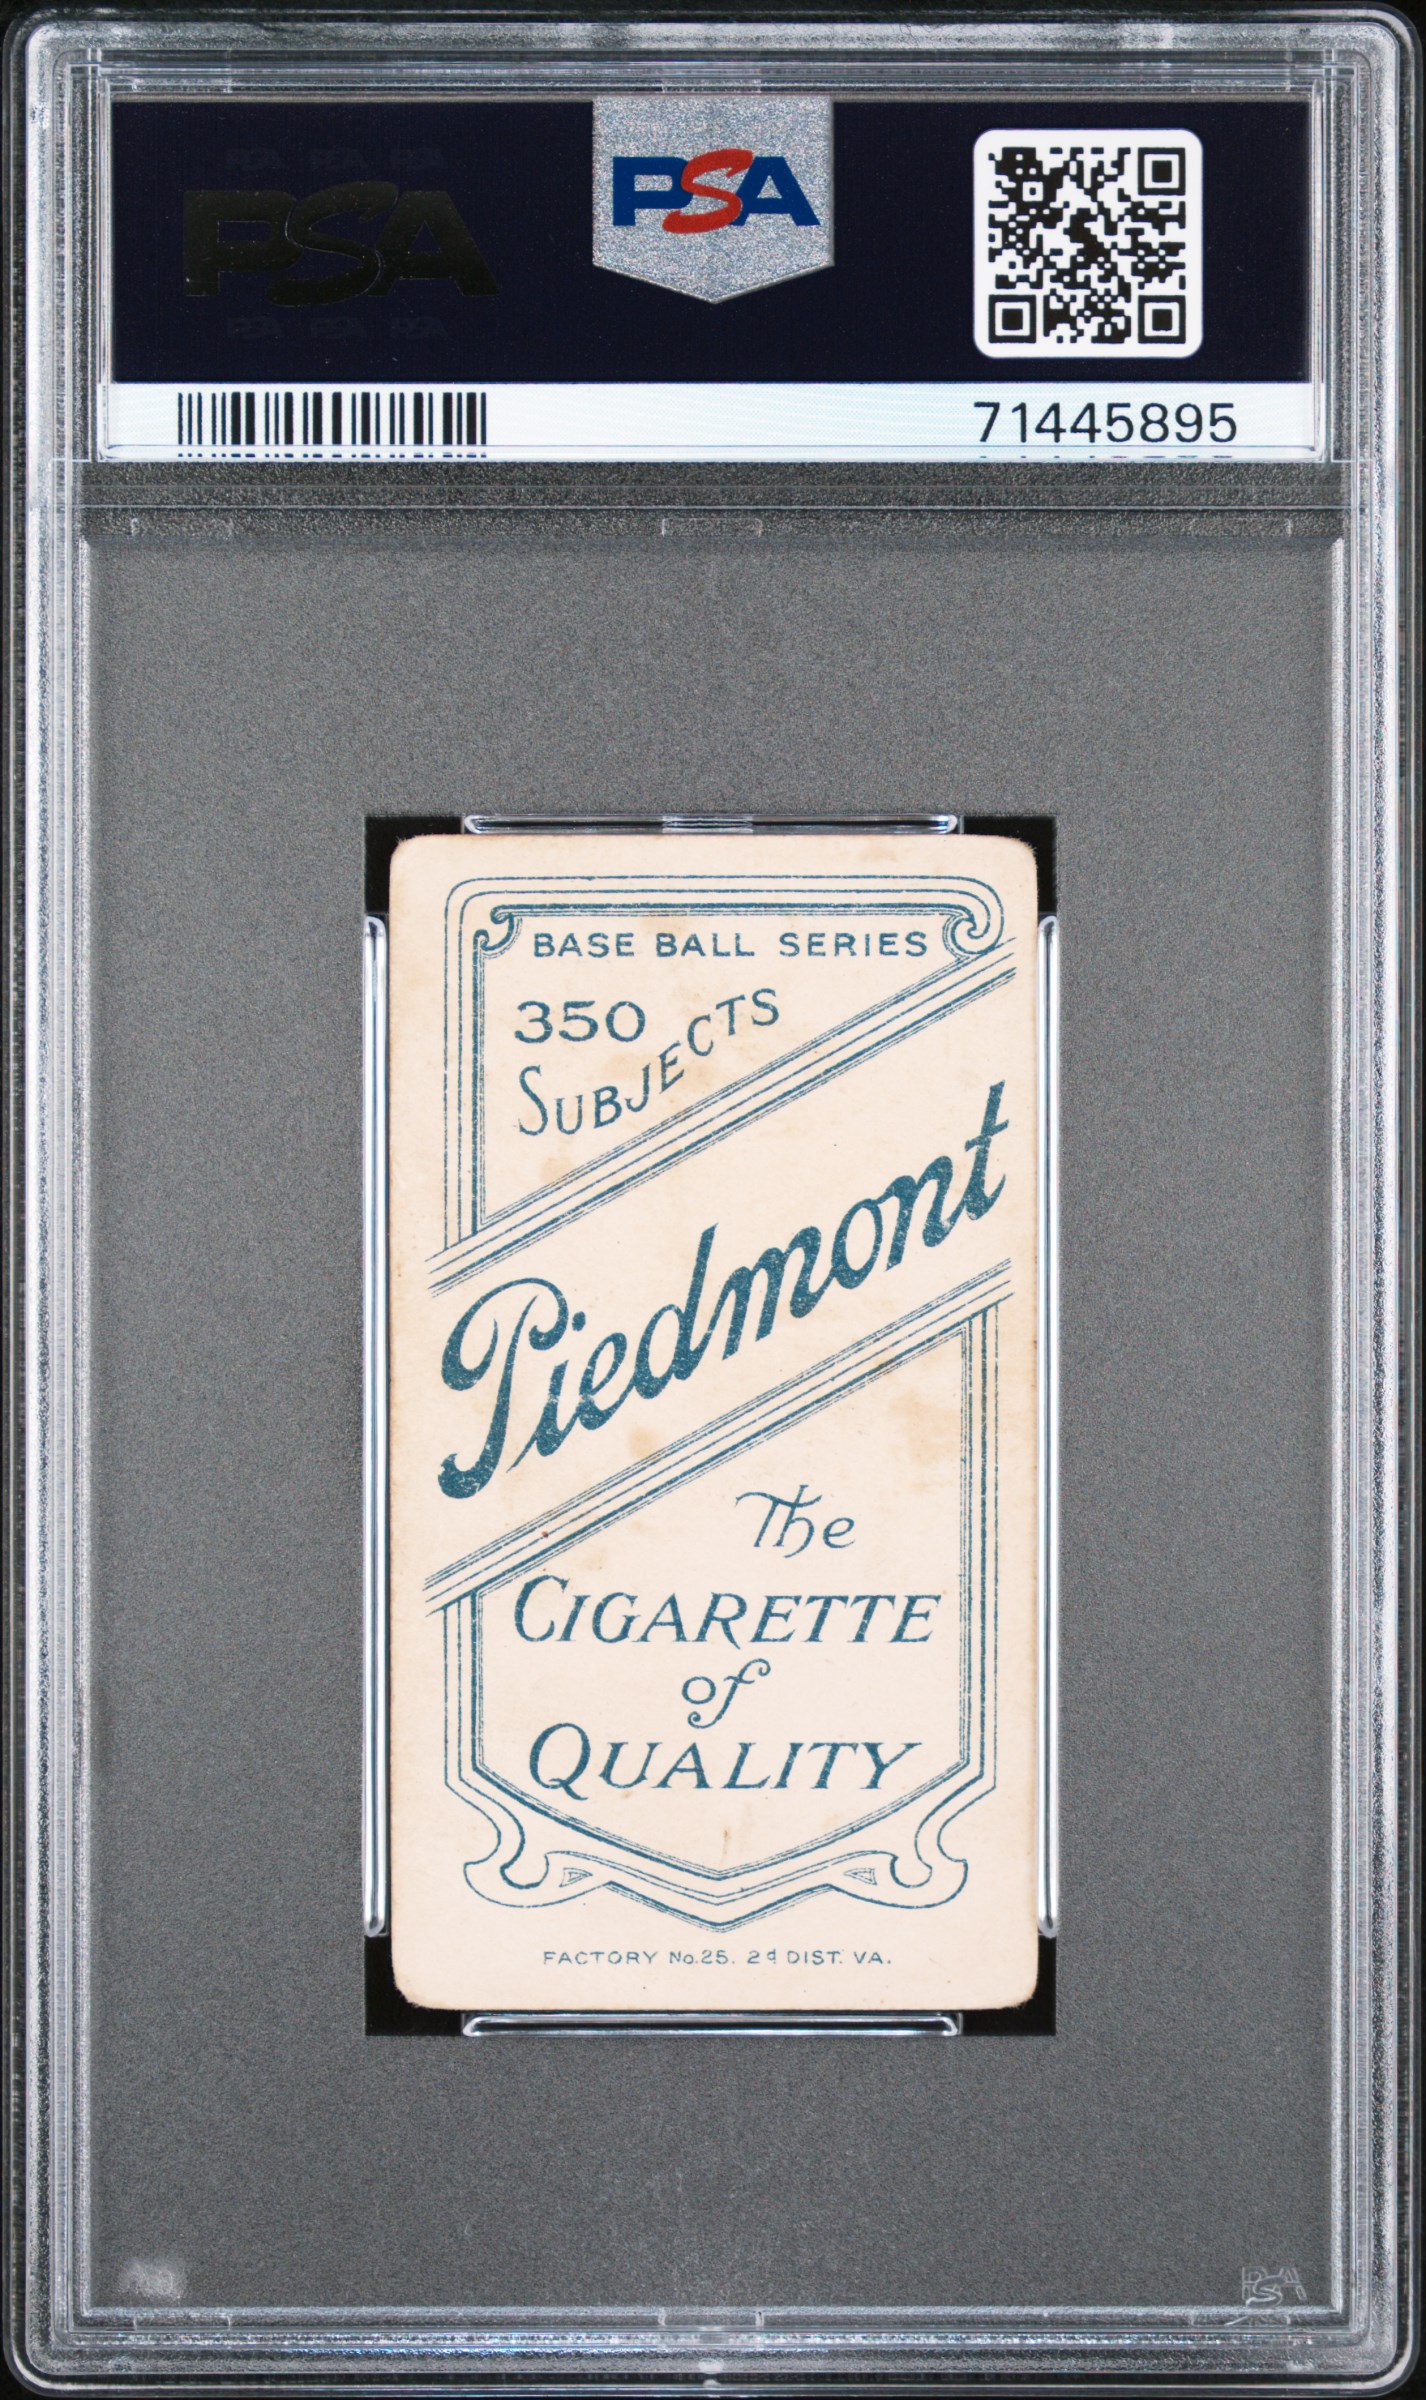 PSA
PSA
71445895
BASE BALL SERIES
350
SUBJECTS
Piedmont
The
CIGARETTE
of
QUALITY
FACTORY No. 25. 2d DIST. VA.
PSA